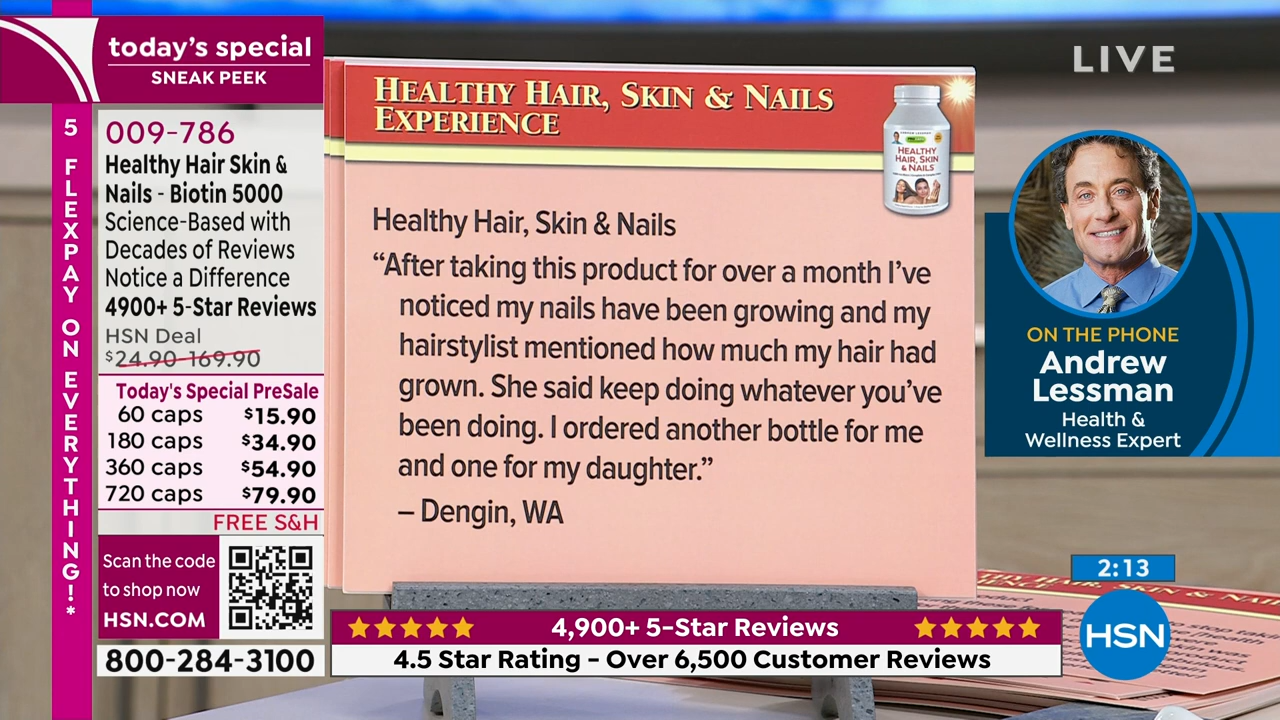 today's special
SNEAK PEEK
5 FLEXPAY ON EVERYTHING!*
009-786
Healthy Hair Skin &
Nails - Biotin 5000
Science-Based with
Decades of Reviews
Notice a Difference
4900+ 5-Star Reviews
HSN Deal
$24.90-169.90
Today's Special PreSale
60 caps $15.90
180 caps $34.90
360 caps $54.90
720 caps $79.90
FREE S&H
Scan the code
to shop now
HSN.COM
800-284-3100
HEALTHY HAIR, SKIN & NAILS
EXPERIENCE
HEALTHY
HAIR, SKIN
& NAILS
Healthy Hair, Skin & Nails
“After taking this product for over a month I’ve
noticed my nails have been growing and my
hairstylist mentioned how much my hair had
grown. She said keep doing whatever you’ve
been doing. I ordered another bottle for me
and one for my daughter.”
– Dengin, WA
4,900+ 5-Star Reviews
4.5 Star Rating – Over 6,500 Customer Reviews
LIVE
ON THE PHONE
Andrew
Lessman
Health &
Wellness Expert
2:13
HSN